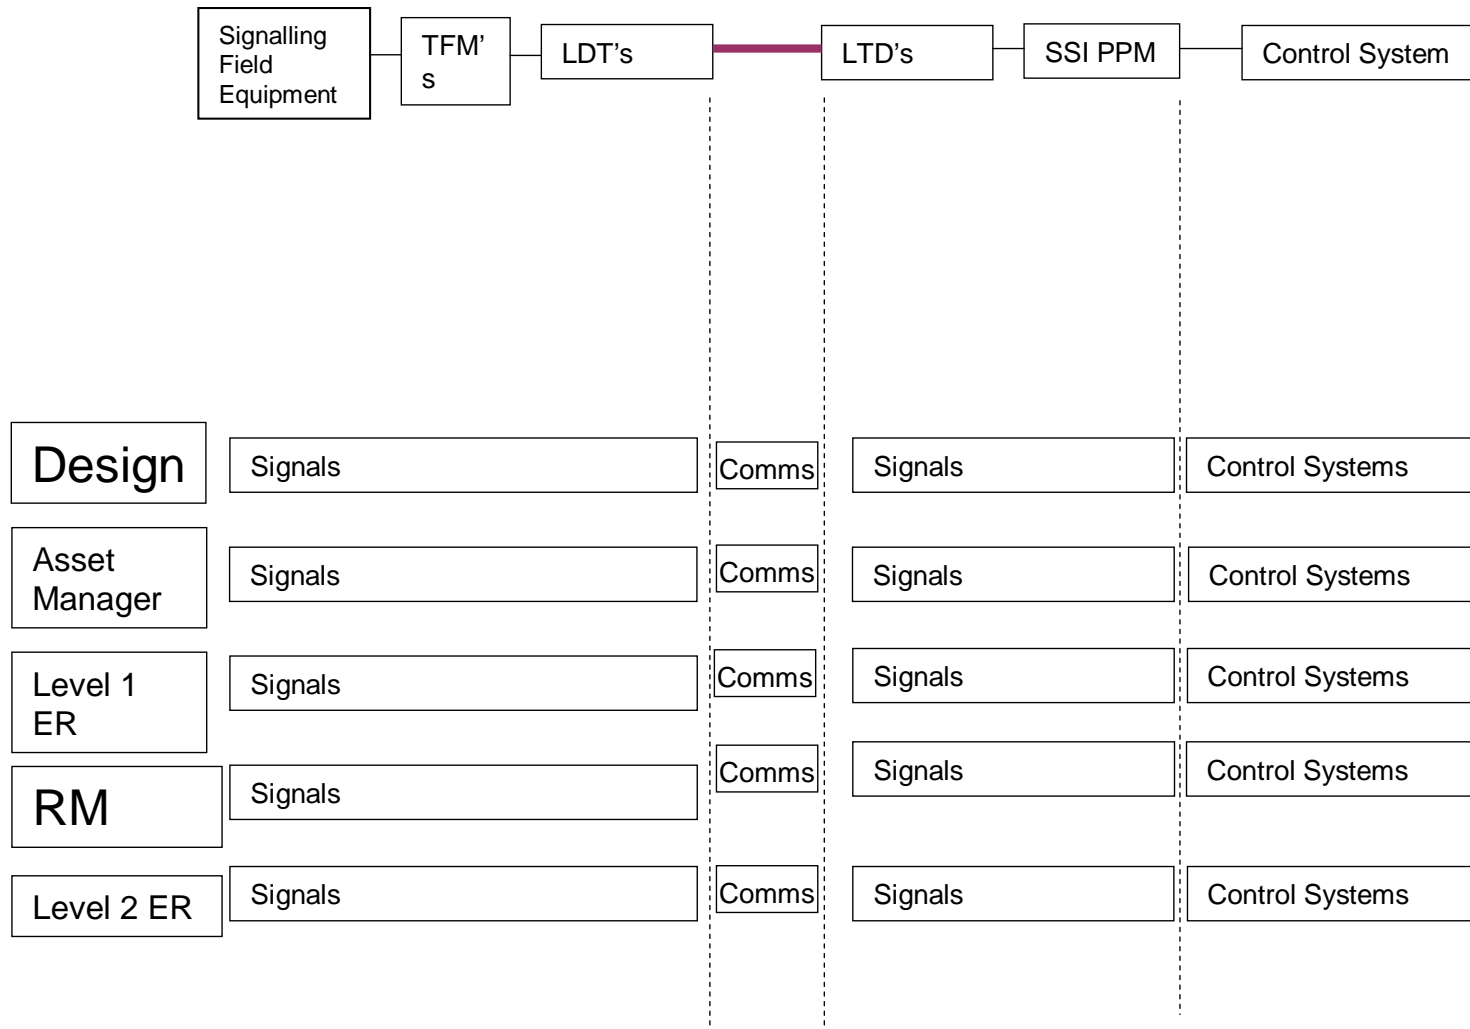 Signalling
Field
Equipment
TFM’
s
LDT’s
LTD’s
SSI PPM
Control System
Design
Signals
Comms
Signals
Control Systems
Asset
Manager
Signals
Comms
Signals
Control Systems
Level 1
ER
Signals
Comms
Signals
Control Systems
RM
Signals
Comms
Signals
Control Systems
Level 2 ER
Signals
Comms
Signals
Control Systems